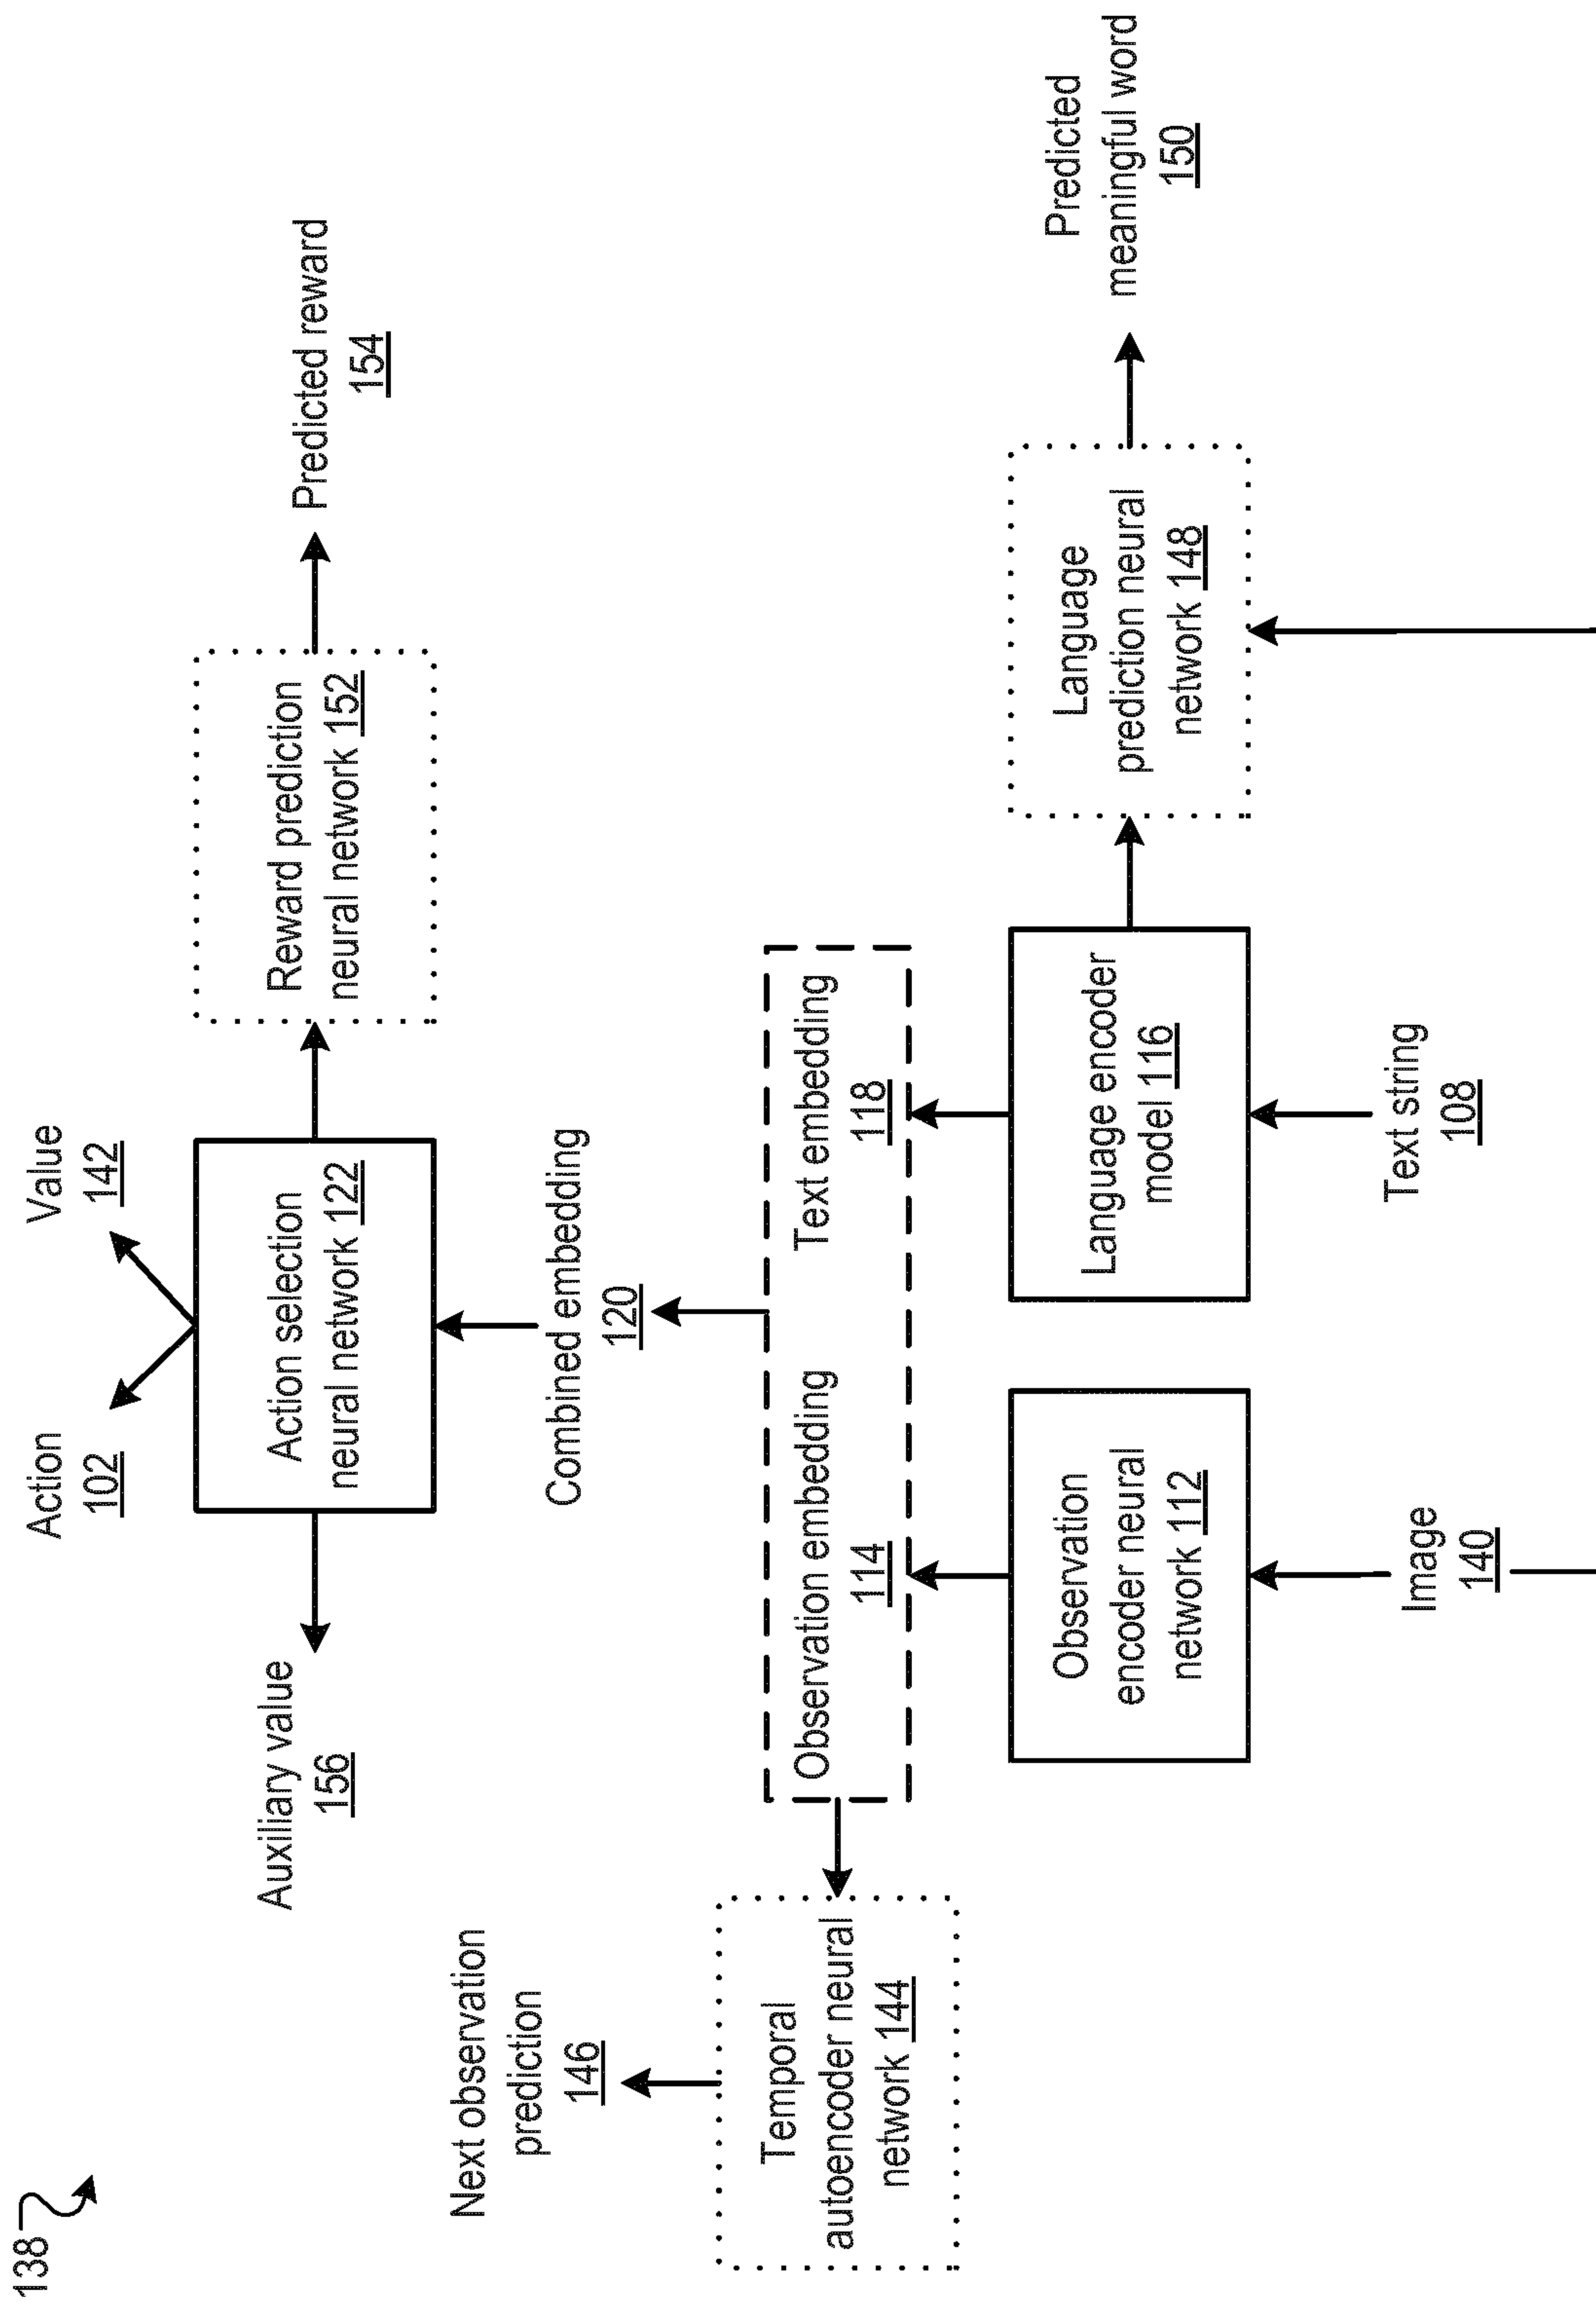 138
Auxiliary value
156
Action
102
Value
142
Action selection
neural network 122
Reward prediction
neural network 152
Predicted reward
154
Next observation
prediction
146
Combined embedding
120
Temporal
autoencoder neural
network 144
Observation embedding
114
Text embedding
118
Observation
encoder neural
network 112
Language encoder
model 116
Language
prediction neural
network 148
Predicted
meaningful word
150
Image
140
Text string
108